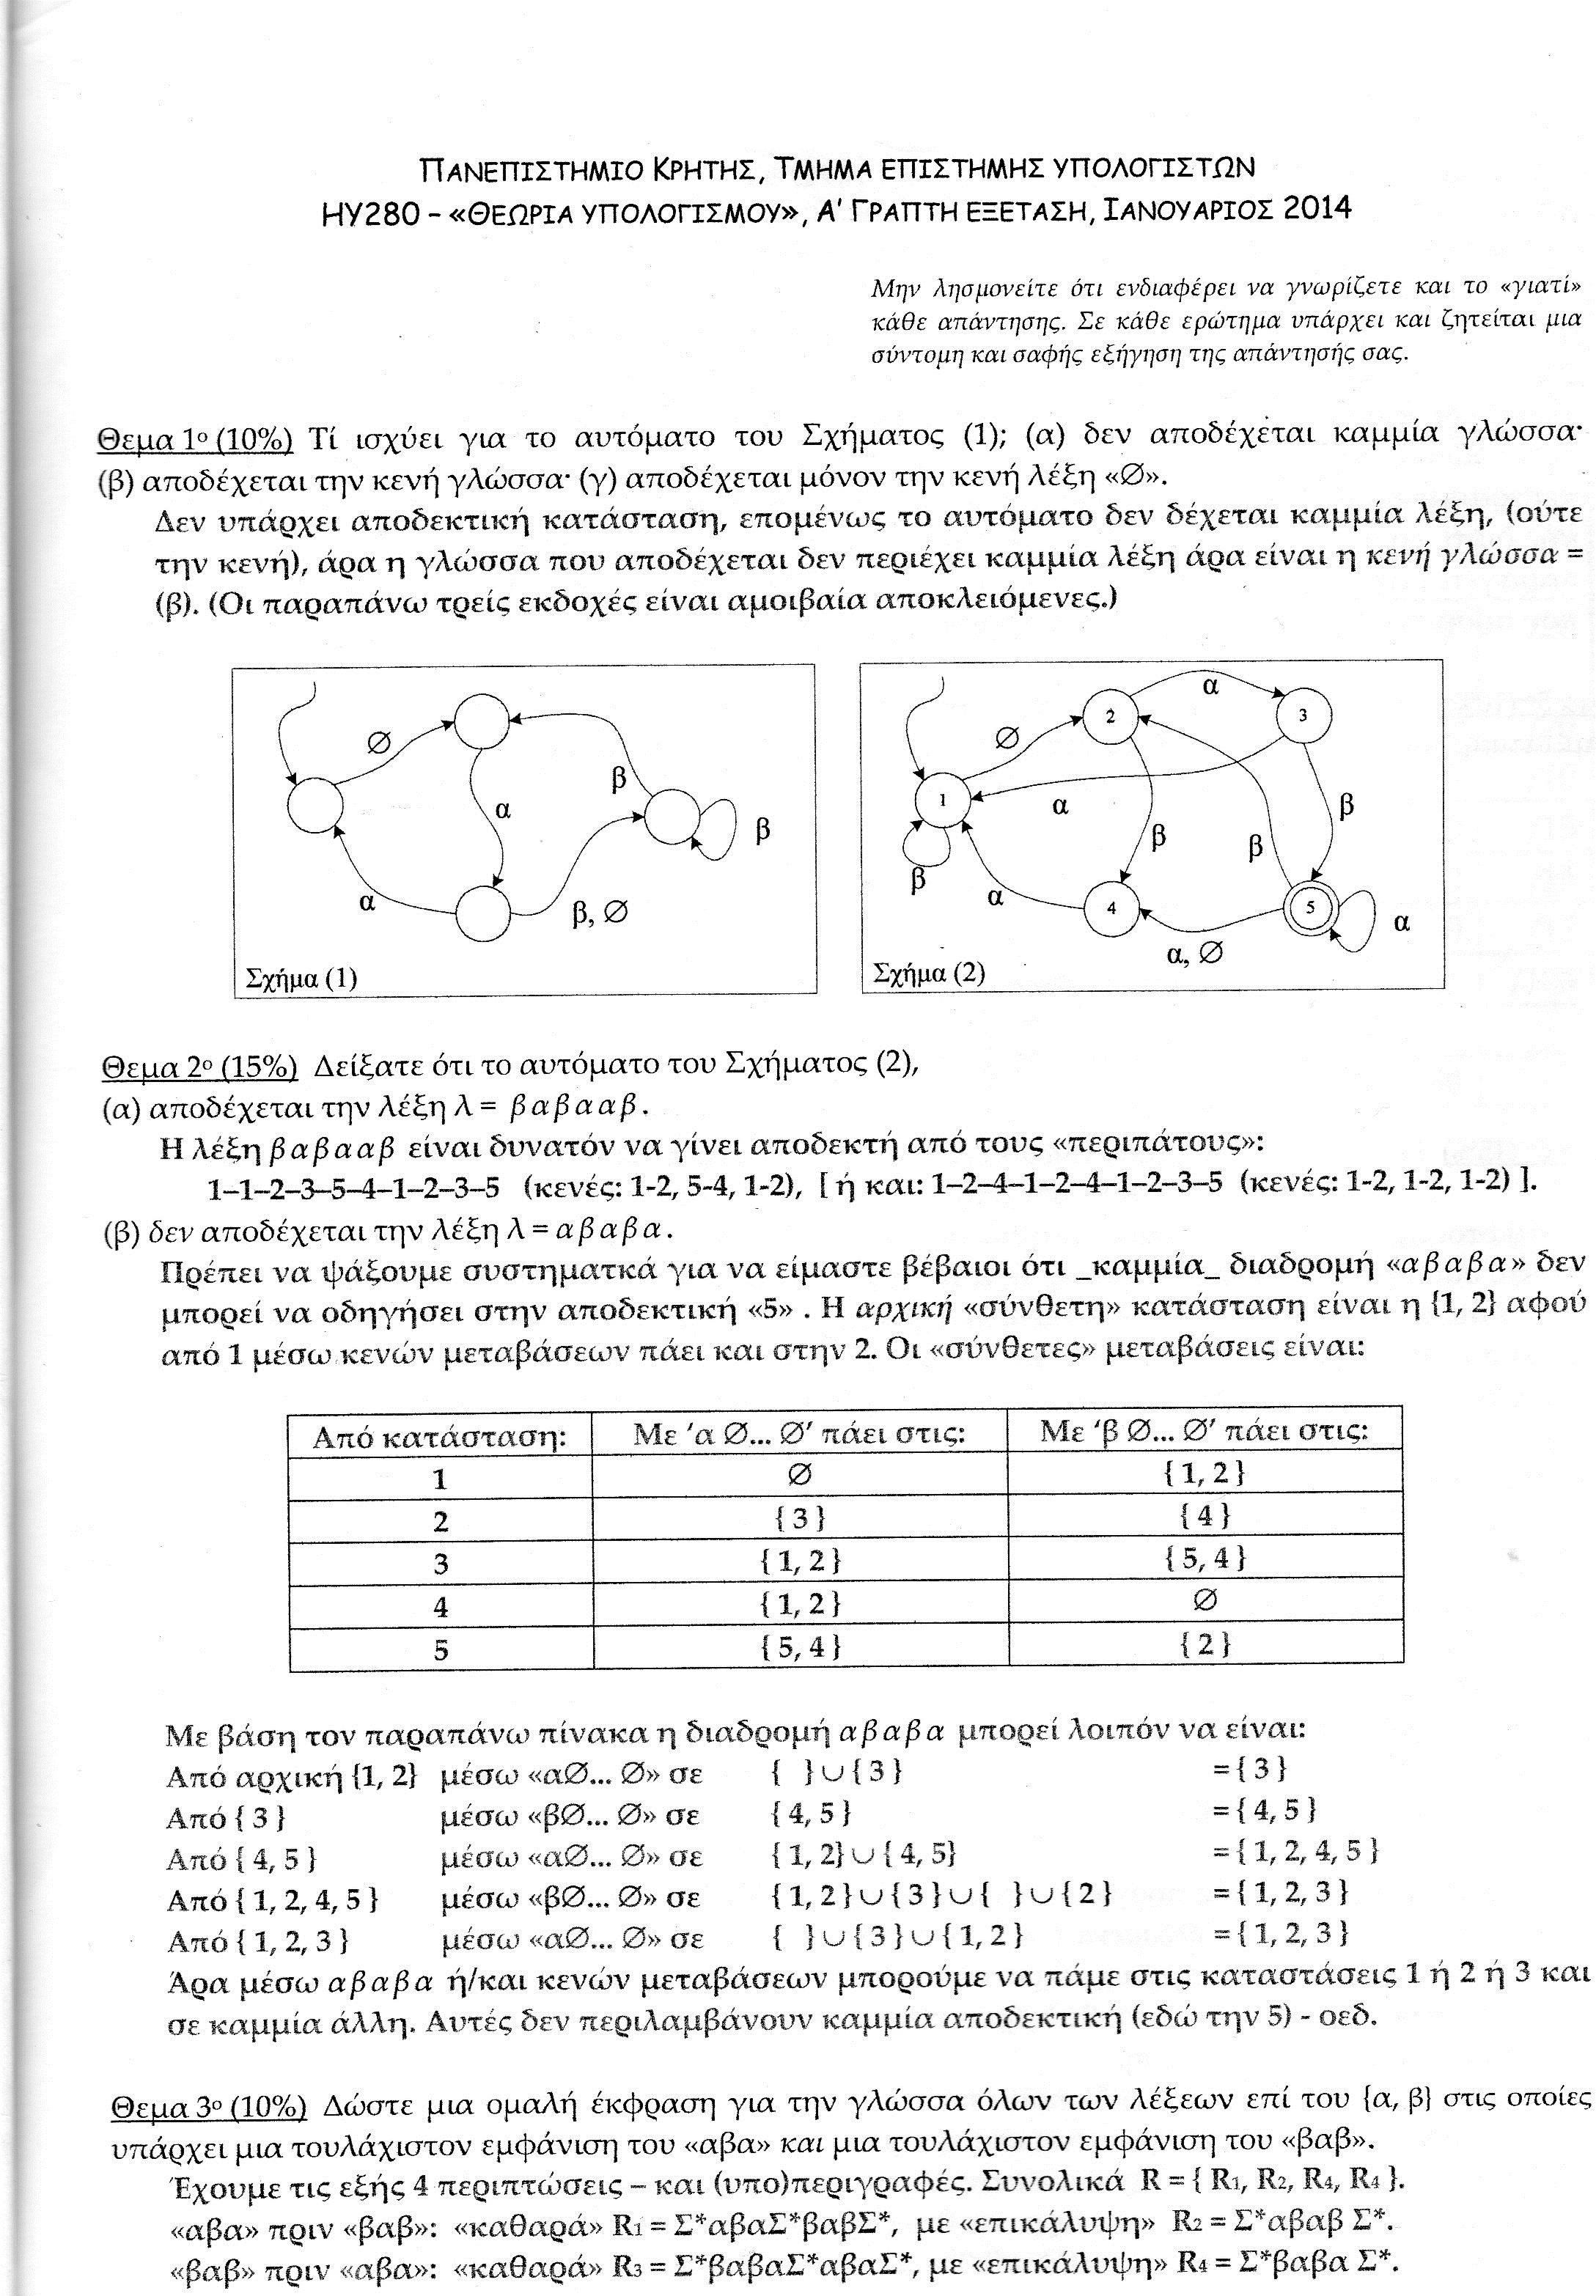 ΠΑΝΕΠΙΣΤΗΜΙΟ ΚΡΗΤΗΣ, ΤΜΗΜΑ ΕΠΙΣΤΗΜΗΣ ΥΠΟΛΟΓΙΣΤΩΝ
ΗΥ280 – «ΘΕΩΡΙΑ ΥΠΟΛΟΓΙΣΜΟΥ», Α' ΓΡΑΠΤΗ ΕΞΕΤΑΣΗ, ΙΑΝΟΥΑΡΙΟΣ 2014
Μην λησμονείτε ότι ενδιαφέρει να γνωρίζετε και το «γιατί»
κάθε απάντησης. Σε κάθε ερώτημα υπάρχει και ζητείται μια
σύντομη και σαφής εξήγηση της απάντησής σας.
Θεμα 1ο (10%) Τί ισχύει για το αυτόματο του Σχήματος (1); (α) δεν αποδέχεται καμμία γλώσσα·
(β) αποδέχεται την κενή γλώσσα· (γ) αποδέχεται μόνον την κενή λέξη «∅».
Δεν υπάρχει αποδεκτική κατάσταση, επομένως το αυτόματο δεν δέχεται καμμία λέξη, (ούτε
την κενή), άρα η γλώσσα που αποδέχεται δεν περιέχει καμμία λέξη άρα είναι η κενή γλώσσα =
(β). (Οι παραπάνω τρείς εκδοχές είναι αμοιβαία αποκλειόμενες.)
∅
α
β
β
α
β, ∅
Σχήμα (1)
α
2
3
∅
1
α
β
β
β
β
α
4
5
α
α, ∅
Σχήμα (2)
Θεμα 2ο (15%) Δείξατε ότι το αυτόματο του Σχήματος (2),
(α) αποδέχεται την λέξη λ = β α β α α β .
Η λέξη β α β α α β είναι δυνατόν να γίνει αποδεκτή από τους «περιπάτους»:
1–1–2–3–5–4–1–2–3–5 (κενές: 1-2, 5-4, 1-2), [ ή και: 1–2–4–1–2–4–1–2–3–5 (κενές: 1-2, 1-2, 1-2) ].
(β) δεν αποδέχεται την λέξη λ = α β α β α .
Πρέπει να ψάξουμε συστηματκά για να είμαστε βέβαιοι ότι _καμμία_ διαδρομή «α β α β α» δεν
μπορεί να οδηγήσει στην αποδεκτική «5» . Η αρχική «σύνθετη» κατάσταση είναι η {1, 2} αφού
από 1 μέσω κενών μεταβάσεων πάει και στην 2. Οι «σύνθετες» μεταβάσεις είναι:
Από κατάσταση: Με 'α ∅... ∅' πάει στις: Με 'β ∅... ∅' πάει στις:
1 ∅ { 1, 2 }
2 { 3 } { 4 }
3 { 1, 2 } { 5, 4 }
4 { 1, 2 } ∅
5 { 5, 4 } { 2 }
Με βάση τον παραπάνω πίνακα η διαδρομή α β α β α μπορεί λοιπόν να είναι:
Από αρχική {1, 2} μέσω «α∅... ∅» σε { } ∪ { 3 } = { 3 }
Από { 3 } μέσω «β∅... ∅» σε { 4, 5 } = { 4, 5 }
Από { 4, 5 } μέσω «α∅... ∅» σε { 1, 2} ∪ { 4, 5} = { 1, 2, 4, 5 }
Από { 1, 2, 4, 5 } μέσω «β∅... ∅» σε { 1, 2 } ∪ { 3 } ∪ { } ∪ { 2 } = { 1, 2, 3 }
Από { 1, 2, 3 } μέσω «α∅... ∅» σε { } ∪ { 3 } ∪ { 1, 2 } = { 1, 2, 3 }
Άρα μέσω α β α β α ή/και κενών μεταβάσεων μπορούμε να πάμε στις καταστάσεις 1 ή 2 ή 3 και
σε καμμία άλλη. Αυτές δεν περιλαμβάνουν καμμία αποδεκτική (εδώ την 5) - οεδ.
Θεμα 3ο (10%) Δώστε μια ομαλή έκφραση για την γλώσσα όλων των λέξεων επί του {α, β} στις οποίες
υπάρχει μια τουλάχιστον εμφάνιση του «αβα» και μια τουλάχιστον εμφάνιση του «βαβ».
Έχουμε τις εξής 4 περιπτώσεις – και (υπο)περιγραφές. Συνολικά R = { R1, R2, R4, R4 }.
«αβα» πριν «βαβ»: «καθαρά» R1 = Σ*αβαΣ*βαβΣ*, με «επικάλυψη» R2 = Σ*αβαβ Σ*.
«βαβ» πριν «αβα»: «καθαρά» R3 = Σ*βαβαΣ*αβαΣ*, με «επικάλυψη» R4 = Σ*βαβα Σ*.